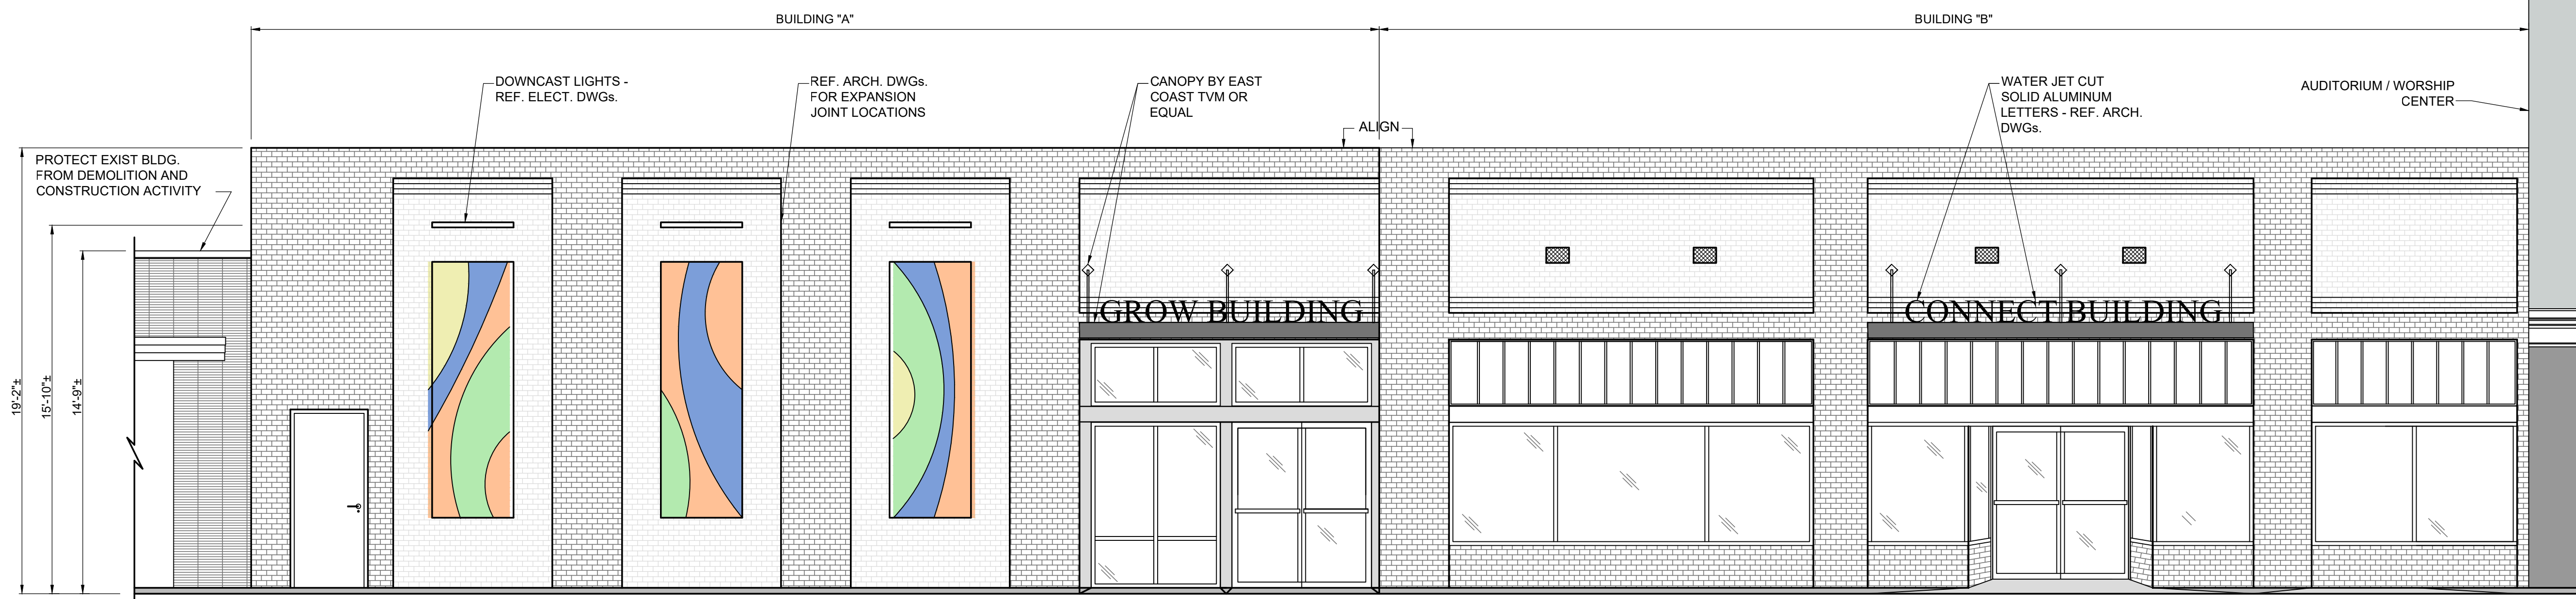 BUILDING "A"
BUILDING "B"
DOWNCAST LIGHTS -
REF. ELECT. DWGs.
REF. ARCH. DWGs.
FOR EXPANSION
JOINT LOCATIONS
CANOPY BY EAST
COAST TVM OR
EQUAL
WATER JET CUT
SOLID ALUMINUM
LETTERS - REF. ARCH.
DWGs.
AUDITORIUM / WORSHIP
CENTER
ALIGN
PROTECT EXIST BLDG.
FROM DEMOLITION AND
CONSTRUCTION ACTIVITY
GROW BUILDING
CONNECT BUILDING
19'-2"±
15'-10"±
14'-9"±